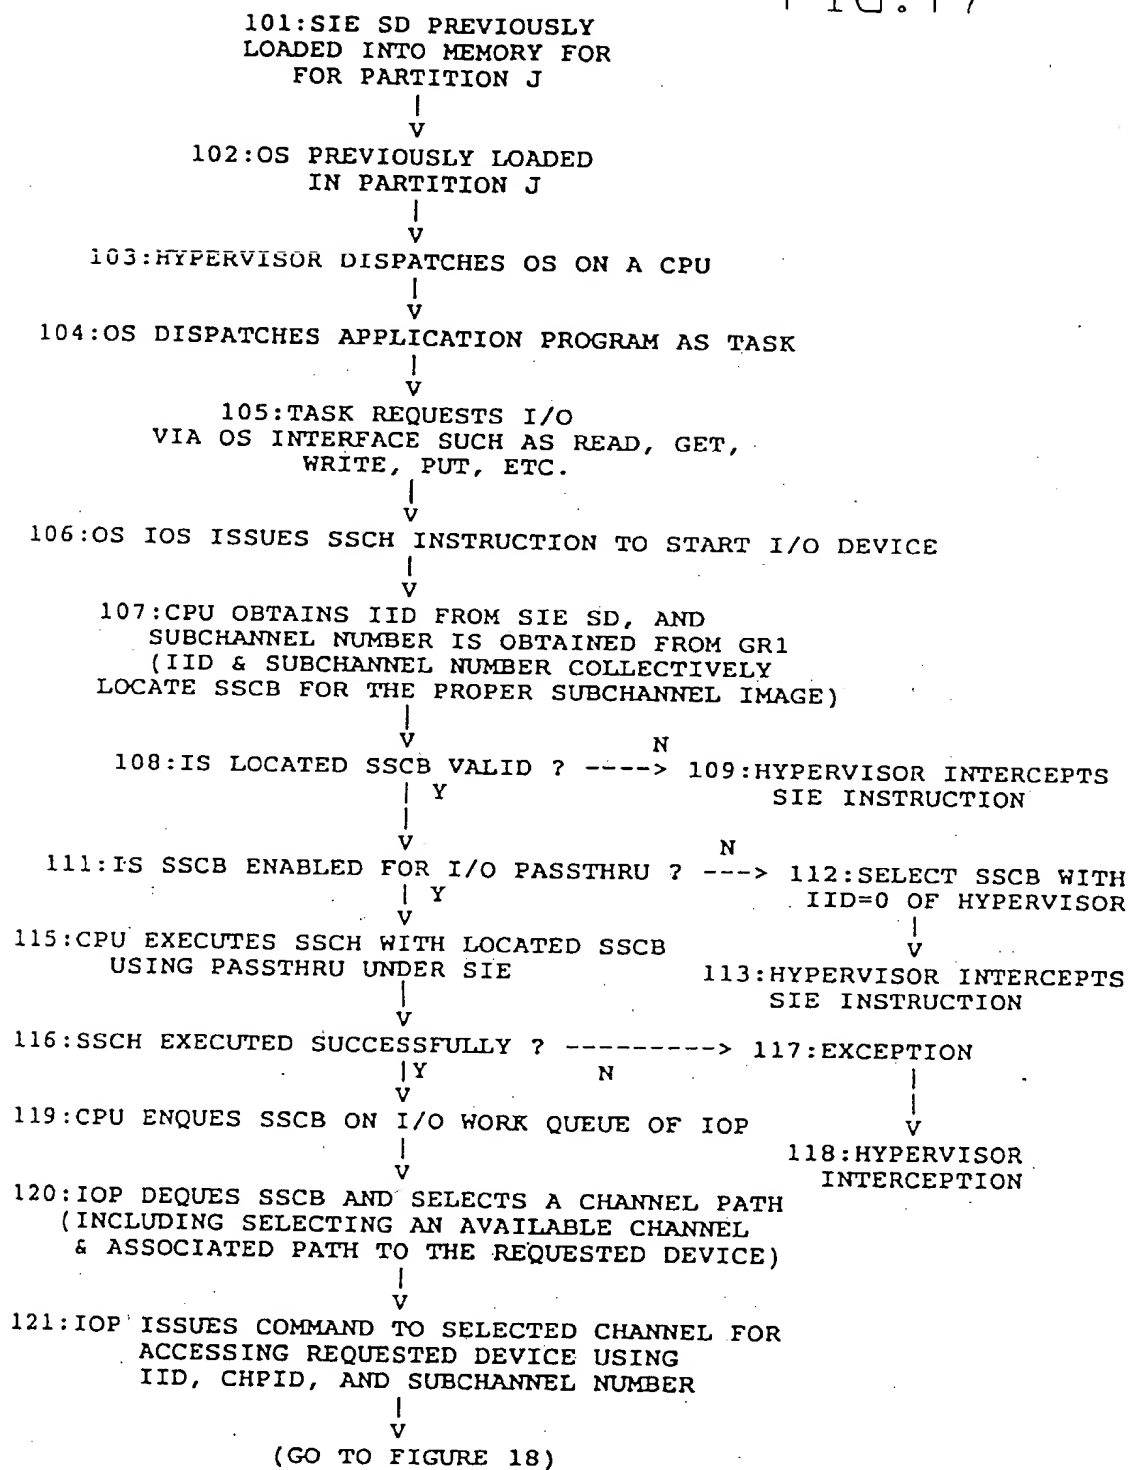 FIG. 17
101:SIE SD PREVIOUSLY
LOADED INTO MEMORY FOR
FOR PARTITION J
|
V
102:OS PREVIOUSLY LOADED
IN PARTITION J
|
V
103:HYPERVISOR DISPATCHES OS ON A CPU
|
V
104:OS DISPATCHES APPLICATION PROGRAM AS TASK
|
V
105:TASK REQUESTS I/O
VIA OS INTERFACE SUCH AS READ, GET,
WRITE, PUT, ETC.
|
V
106:OS IOS ISSUES SSCH INSTRUCTION TO START I/O DEVICE
|
V
107:CPU OBTAINS IID FROM SIE SD, AND
SUBCHANNEL NUMBER IS OBTAINED FROM GR1
(IID & SUBCHANNEL NUMBER COLLECTIVELY
LOCATE SSCB FOR THE PROPER SUBCHANNEL IMAGE)
|
V
N
108:IS LOCATED SSCB VALID ? ----> 109:HYPERVISOR INTERCEPTS
| Y SIE INSTRUCTION
|
V
N
111:IS SSCB ENABLED FOR I/O PASSTHRU ? ---> 112:SELECT SSCB WITH
| Y IID=0 OF HYPERVISOR
V |
115:CPU EXECUTES SSCH WITH LOCATED SSCB V
USING PASSTHRU UNDER SIE 113:HYPERVISOR INTERCEPTS
| SIE INSTRUCTION
V
116:SSCH EXECUTED SUCCESSFULLY ? ---------> 117:EXCEPTION
|Y N |
V |
119:CPU ENQUES SSCB ON I/O WORK QUEUE OF IOP V
| 118:HYPERVISOR
V INTERCEPTION
120:IOP DEQUES SSCB AND SELECTS A CHANNEL PATH
(INCLUDING SELECTING AN AVAILABLE CHANNEL
& ASSOCIATED PATH TO THE REQUESTED DEVICE)
|
V
121:IOP ISSUES COMMAND TO SELECTED CHANNEL FOR
ACCESSING REQUESTED DEVICE USING
IID, CHPID, AND SUBCHANNEL NUMBER
|
V
(GO TO FIGURE 18)